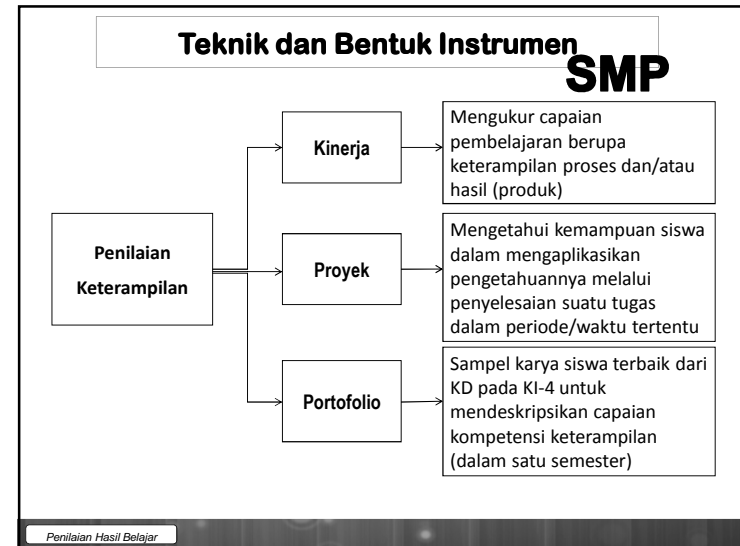 Teknik dan Bentuk Instrumen
SMP
Kinerja
Mengukur capaian
pembelajaran berupa
keterampilan proses dan/atau
hasil (produk)
Penilaian
Keterampilan
Proyek
Mengetahui kemampuan siswa
dalam mengaplikasikan
pengetahuannya melalui
penyelesaian suatu tugas
dalam periode/waktu tertentu
Portofolio
Sampel karya siswa terbaik dari
KD pada KI-4 untuk
mendeskripsikan capaian
kompetensi keterampilan
(dalam satu semester)
Penilaian Hasil Belajar